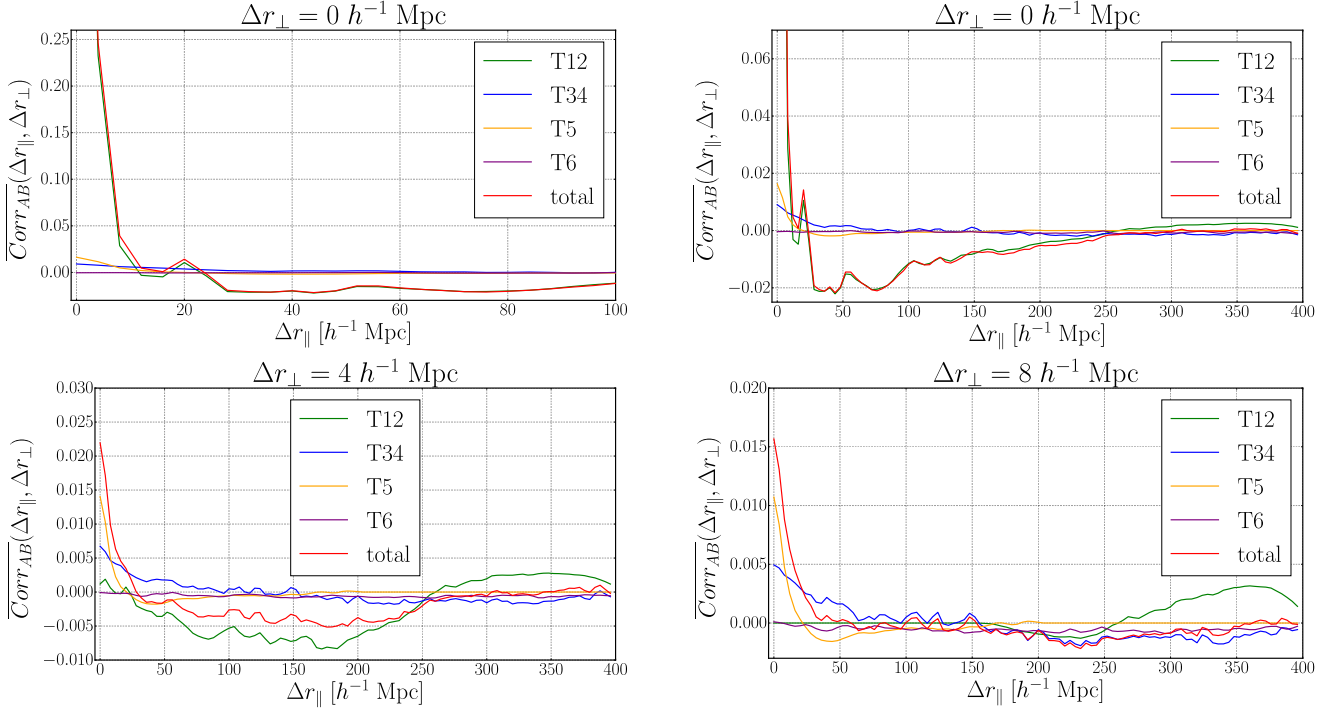 Δr⊥ = 0 h⁻¹ Mpc
0.25
0.20
0.15
0.10
0.05
0.00
0 20 40 60 80 100
Corr_AB(Δr∥, Δr⊥)
Δr∥ [h⁻¹ Mpc]
T12
T34
T5
T6
total
Δr⊥ = 0 h⁻¹ Mpc
0.06
0.04
0.02
0.00
−0.02
0 50 100 150 200 250 300 350 400
Corr_AB(Δr∥, Δr⊥)
Δr∥ [h⁻¹ Mpc]
T12
T34
T5
T6
total
Δr⊥ = 4 h⁻¹ Mpc
0.030
0.025
0.020
0.015
0.010
0.005
0.000
−0.005
−0.010
0 50 100 150 200 250 300 350 400
Corr_AB(Δr∥, Δr⊥)
Δr∥ [h⁻¹ Mpc]
T12
T34
T5
T6
total
Δr⊥ = 8 h⁻¹ Mpc
0.020
0.015
0.010
0.005
0.000
0 50 100 150 200 250 300 350 400
Corr_AB(Δr∥, Δr⊥)
Δr∥ [h⁻¹ Mpc]
T12
T34
T5
T6
total